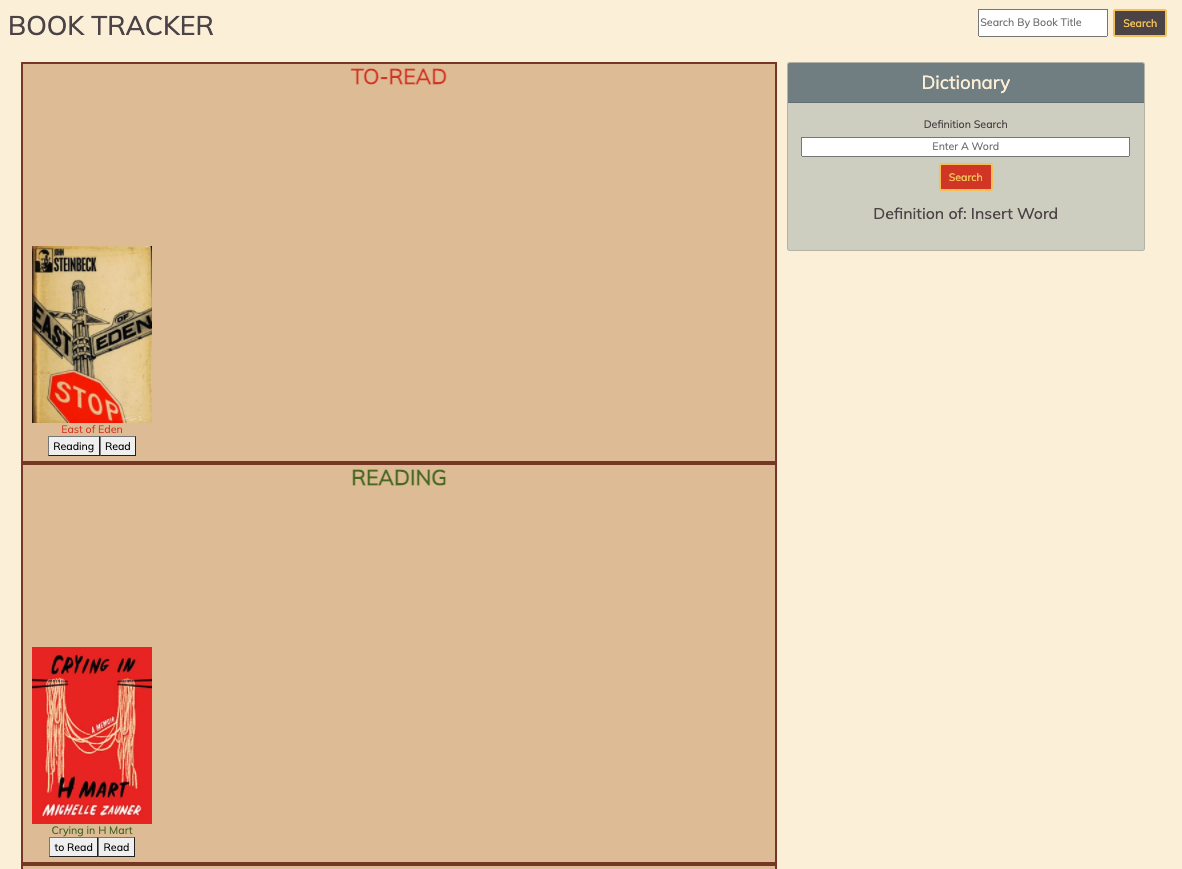 BOOK TRACKER
Search By Book Title
Search
TO-READ
JOHN
STEINBECK
EAST OF EDEN
STOP
East of Eden
Reading
Read
READING
CRYING IN
A MEMOIR
H MART
MICHELLE ZAUNER
Crying in H Mart
to Read
Read
Dictionary
Definition Search
Enter A Word
Search
Definition of: Insert Word